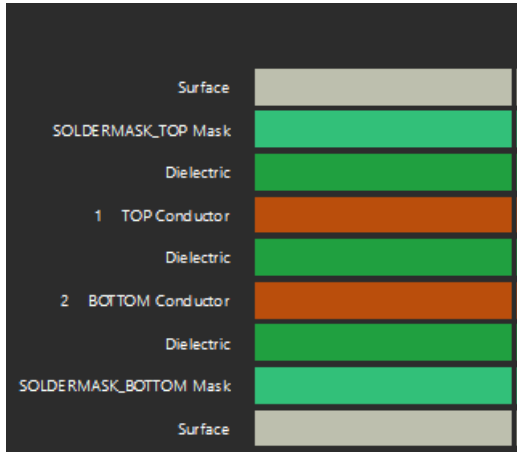 Surface
SOLDERMASK_TOP Mask
Dielectric
1 TOP Conductor
Dielectric
2 BOTTOM Conductor
Dielectric
SOLDERMASK_BOTTOM Mask
Surface